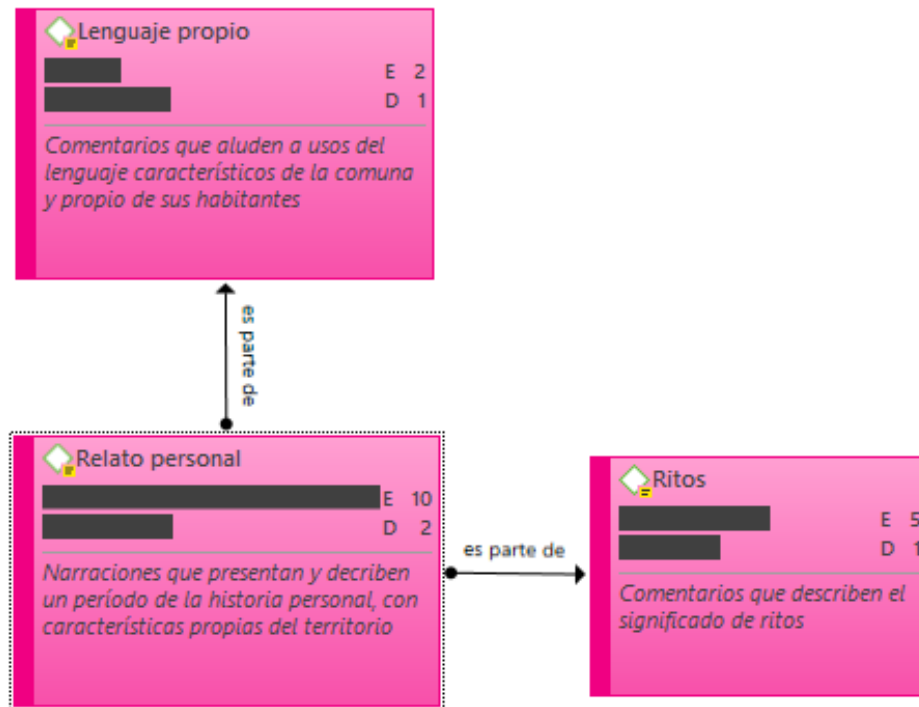 Lenguaje propio
E 2
D 1
Comentarios que aluden a usos del
lenguaje característicos de la comuna
y propio de sus habitantes
es parte de
Relato personal
E 10
D 2
Narraciones que presentan y decriben
un período de la historia personal, con
características propias del territorio
es parte de
Ritos
E 5
D 1
Comentarios que describen el
significado de ritos